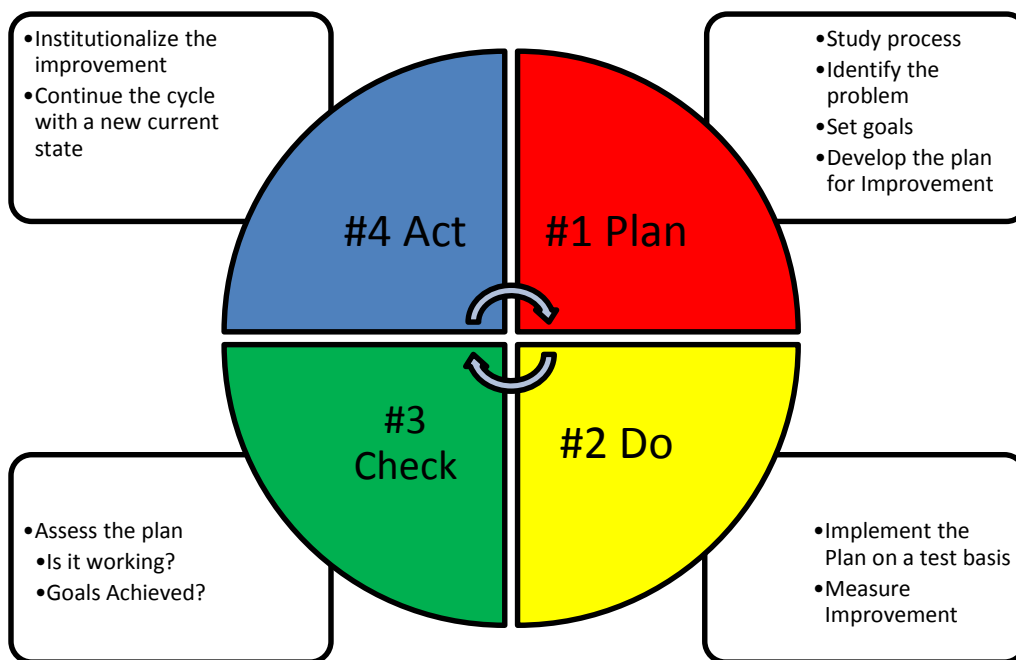 •Institutionalize the
improvement
•Continue the cycle
with a new current
state
•Study process
•Identify the
problem
•Set goals
•Develop the plan
for Improvement
#4 Act
#1 Plan
#3
Check
#2 Do
•Assess the plan
•Is it working?
•Goals Achieved?
•Implement the
Plan on a test basis
•Measure
Improvement